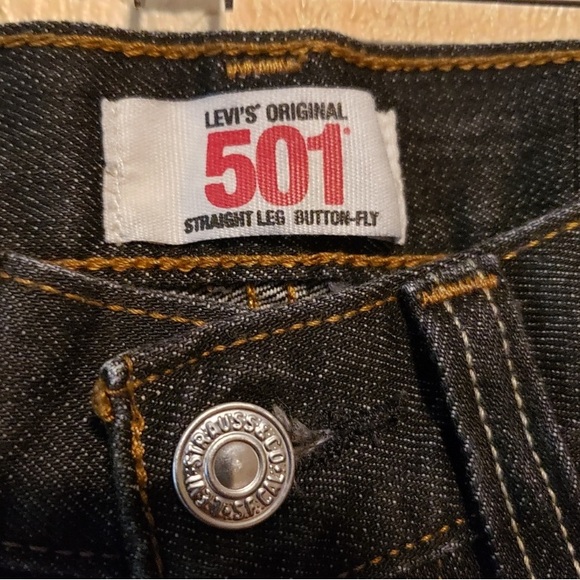 LEVI'S® ORIGINAL
501®
STRAIGHT LEG BUTTON-FLY
LEVI STRAUSS & CO. S.F. CAL